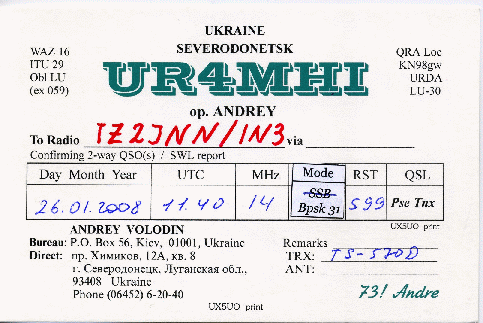 UKRAINE
SEVERODONETSK
WAZ 16
ITU 29
Obl LU
(ex 059)
UR4MHI
QRA Loc
KN98gw
URDA
LU-30
op. ANDREY
To Radio IZ2JNN/IN3 via
Confirming 2-way QSO(s) / SWL report
Day Month Year UTC MHz Mode RST QSL
26.01.2008 11.40 14 SSB Bpsk 31 599 Pse Tnx
UX5UO print
ANDREY VOLODIN
Bureau: P.O. Box 56, Kiev, 01001, Ukraine
Direct: пр. Химиков, 12А, кв. 8
г. Северодонецк, Луганская обл.,
93408 Ukraine
Phone (06452) 6-20-40
Remarks
TRX: TS-570D
ANT:
73! Andre
UX5UO print